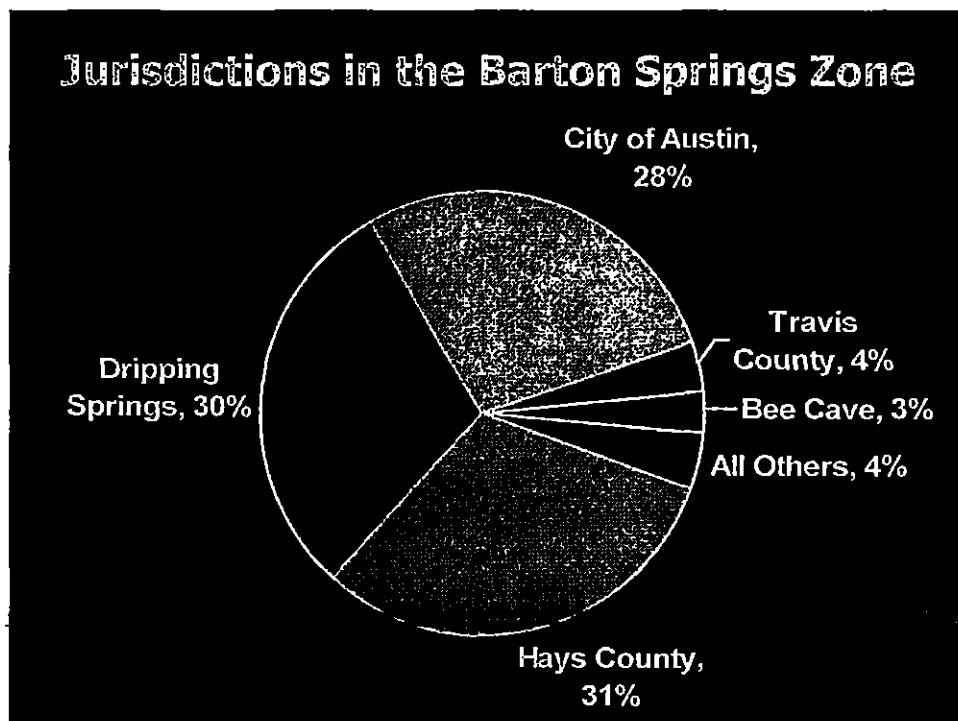 Jurisdictions in the Barton Springs Zone
City of Austin,
28%
Travis
County, 4%
Bee Cave, 3%
All Others, 4%
Hays County,
31%
Dripping
Springs, 30%